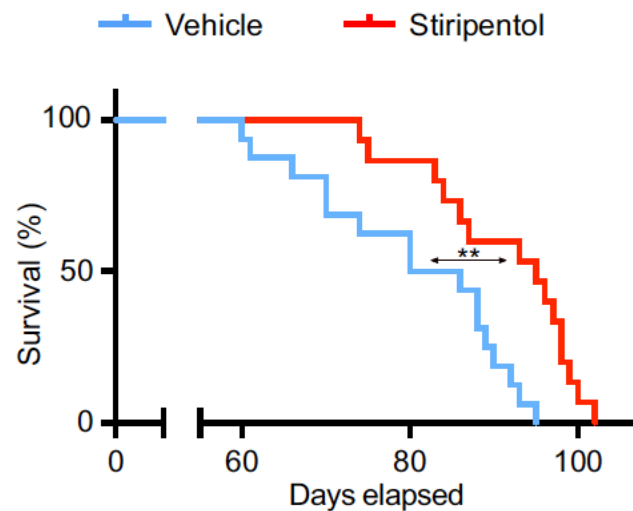 Vehicle Stiripentol
100
50
0
**
0 60 80 100
Survival (%)
Days elapsed